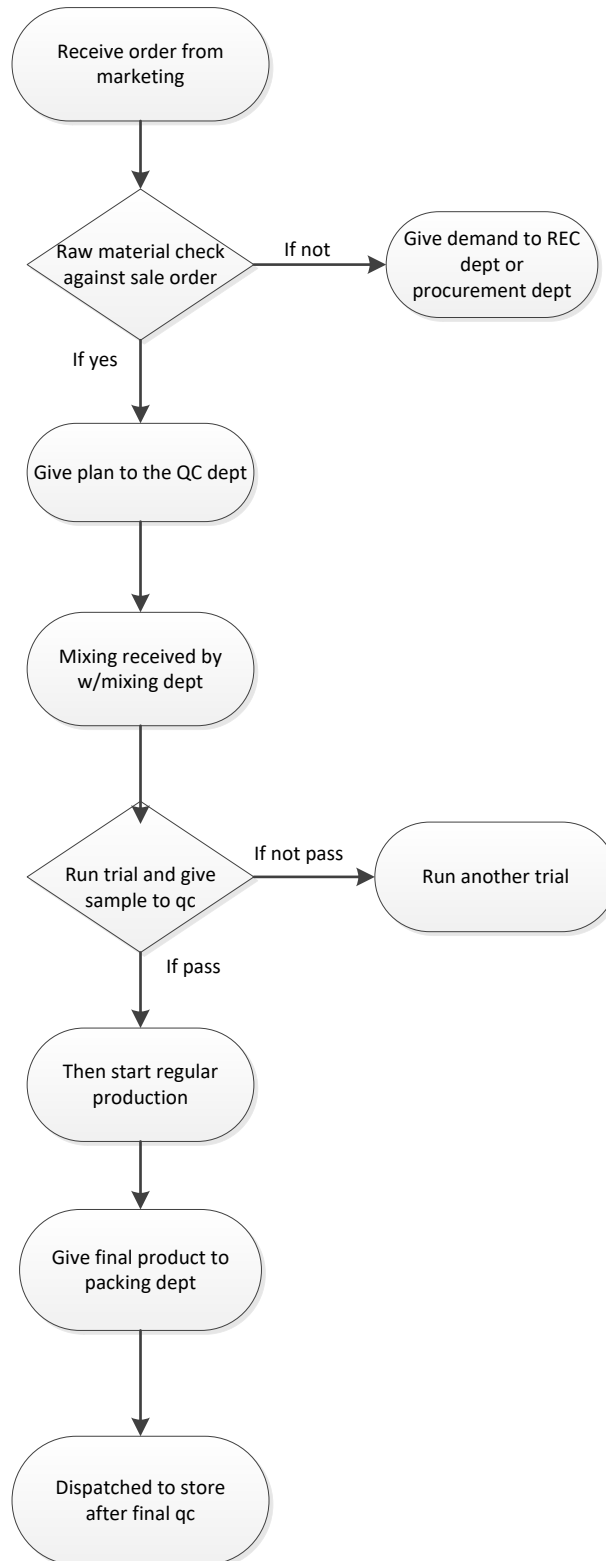 Receive order from
marketing
Raw material check
against sale order
If not
Give demand to REC
dept or
procurement dept
If yes
Give plan to the QC dept
Mixing received by
w/mixing dept
Run trial and give
sample to qc
If not pass
Run another trial
If pass
Then start regular
production
Give final product to
packing dept
Dispatched to store
after final qc